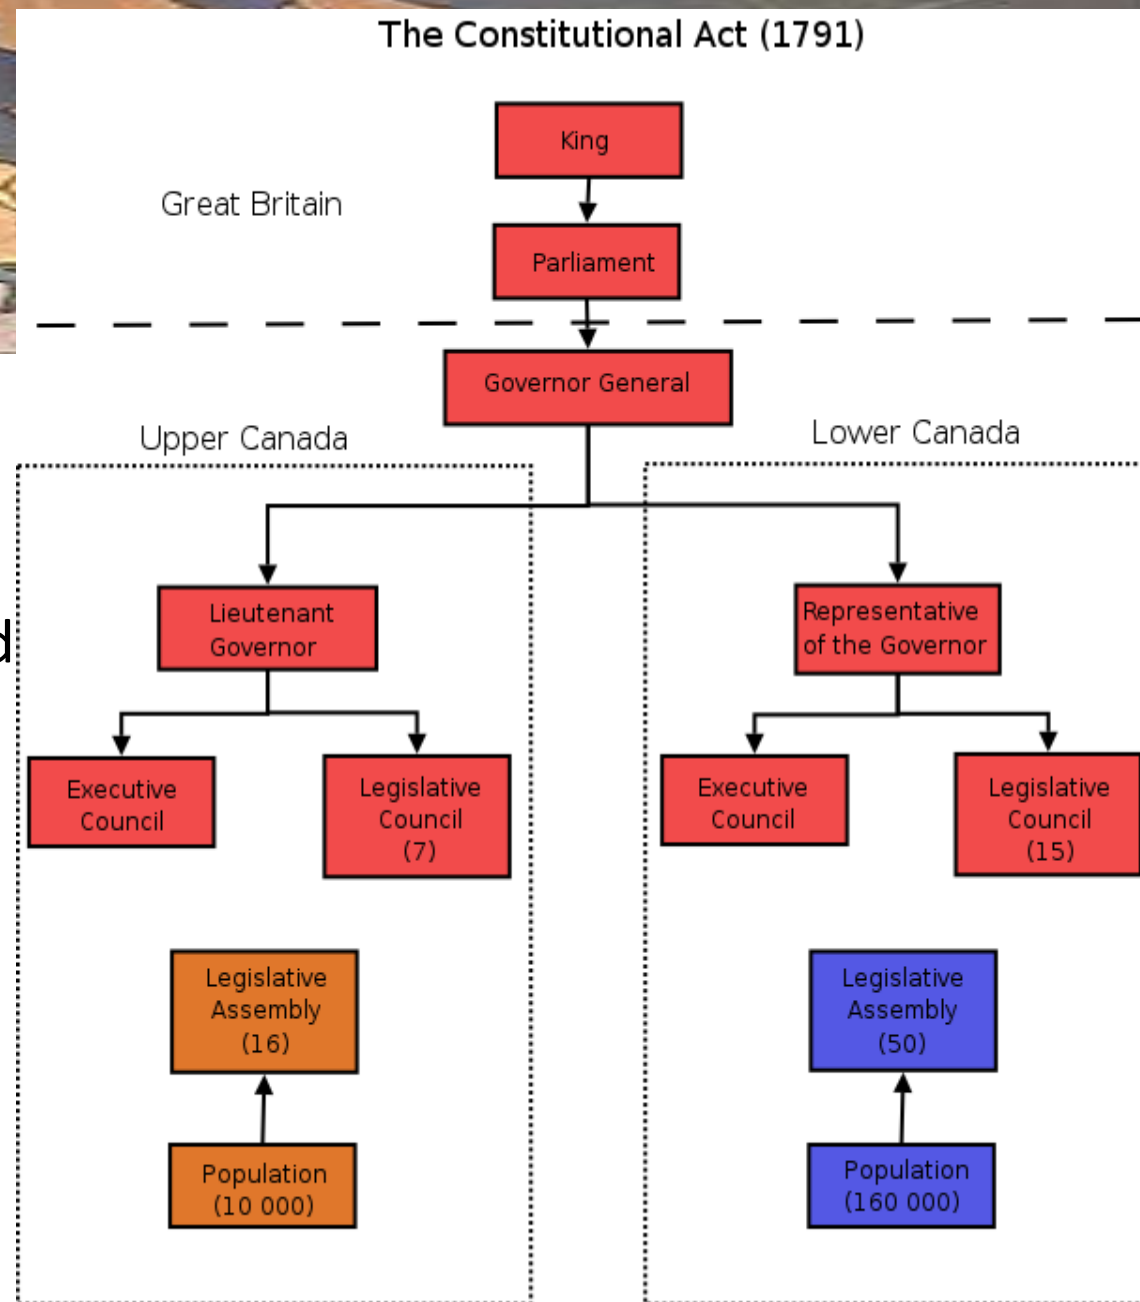 The Constitutional Act (1791)
King
Great Britain
Parliament
Governor General
Upper Canada
Lower Canada
Lieutenant
Governor
Representative
of the Governor
d
Executive
Council
Legislative
Council
(7)
Executive
Council
Legislative
Council
(15)
Legislative
Assembly
(16)
Legislative
Assembly
(50)
Population
(10 000)
Population
(160 000)